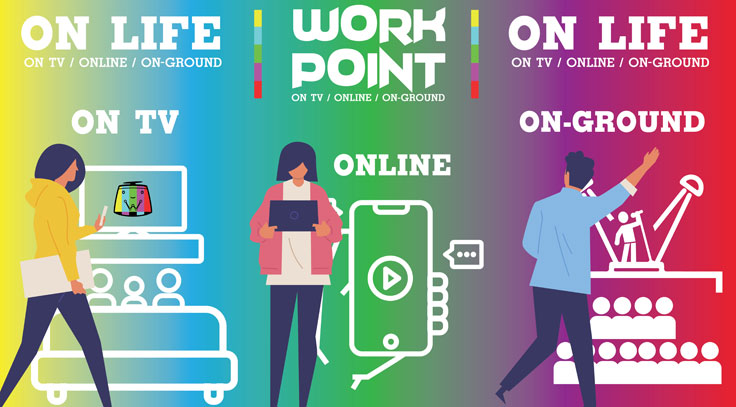 ON LIFE
ON TV / ONLINE / ON-GROUND
ON TV
WORK
POINT
ON TV / ONLINE / ON-GROUND
ONLINE
ON LIFE
ON TV / ONLINE / ON-GROUND
ON-GROUND